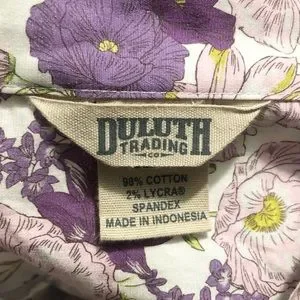 DULUTH
TRADING
CO
98% COTTON
2% LYCRA®
SPANDEX
MADE IN INDONESIA